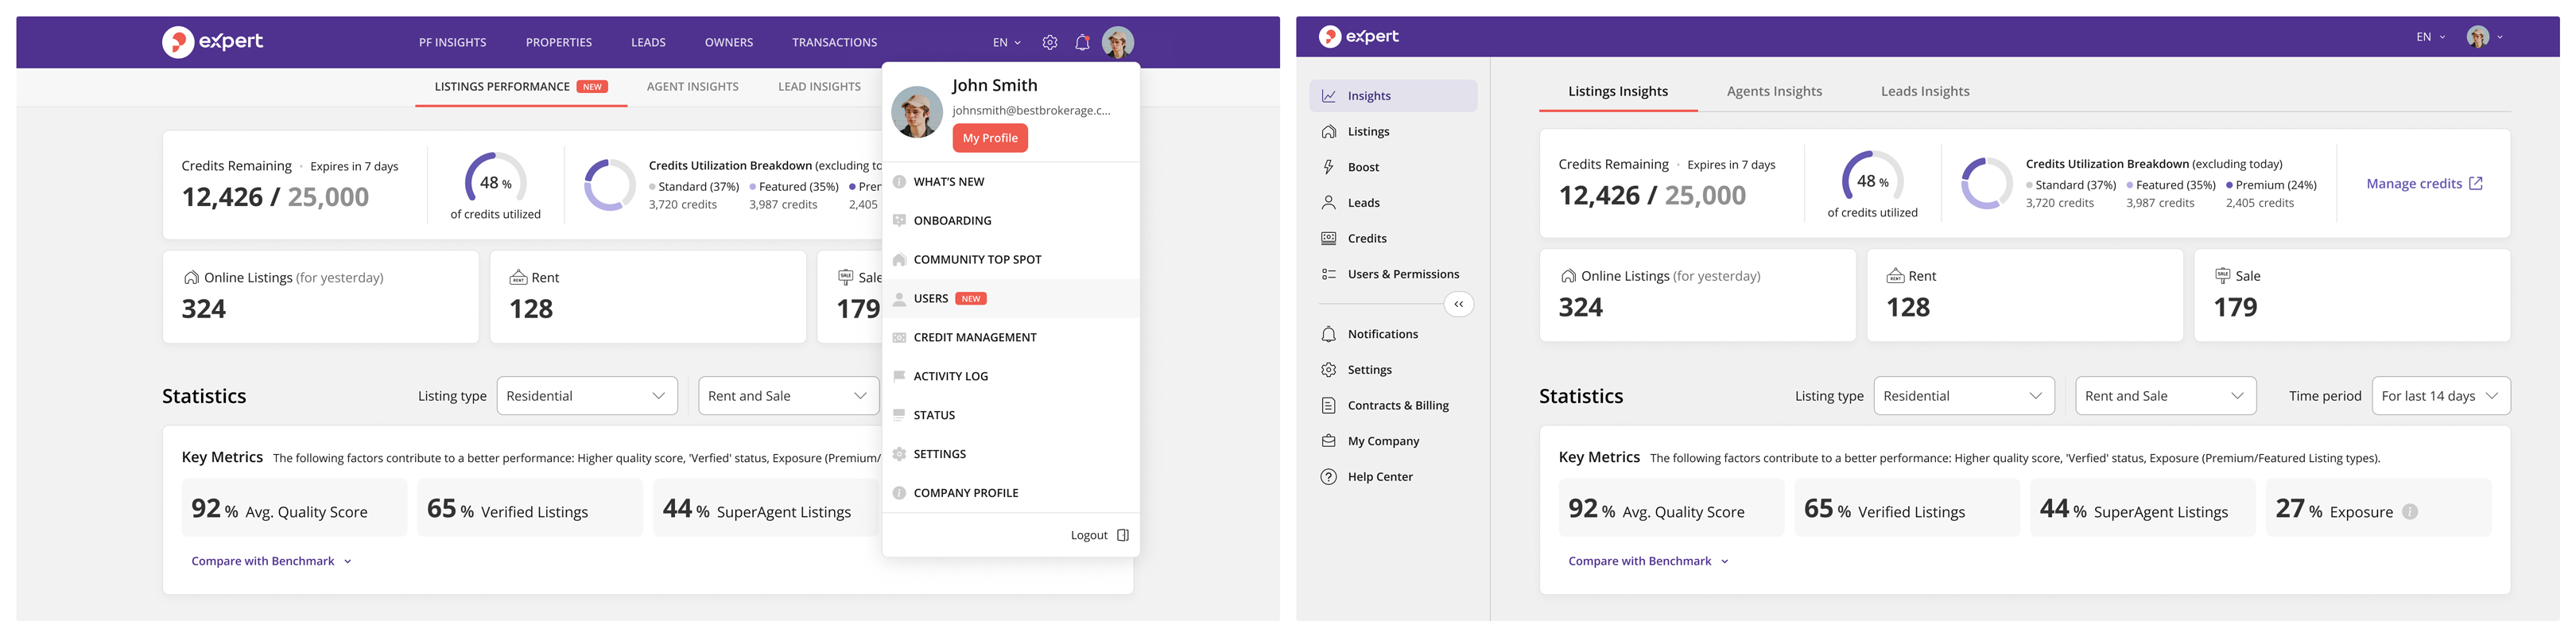 expert
PF INSIGHTS PROPERTIES LEADS OWNERS TRANSACTIONS EN
LISTINGS PERFORMANCE NEW AGENT INSIGHTS LEAD INSIGHTS
John Smith
johnsmith@bestbrokerage.c...
My Profile
WHAT'S NEW
ONBOARDING
COMMUNITY TOP SPOT
USERS NEW
CREDIT MANAGEMENT
ACTIVITY LOG
STATUS
SETTINGS
COMPANY PROFILE
Logout
Credits Remaining • Expires in 7 days
12,426 / 25,000
48 %
of credits utilized
Credits Utilization Breakdown (excluding to
Standard (37%) Featured (35%) Pren
3,720 credits 3,987 credits 2,405
Online Listings (for yesterday)
324
Rent
128
Sale
179
Statistics Listing type Residential Rent and Sale
Key Metrics The following factors contribute to a better performance: Higher quality score, 'Verfied' status, Exposure (Premium/
92 % Avg. Quality Score 65 % Verified Listings 44 % SuperAgent Listings
Compare with Benchmark
expert
EN
Insights
Listings
Boost
Leads
Credits
Users & Permissions
Notifications
Settings
Contracts & Billing
My Company
Help Center
Listings Insights Agents Insights Leads Insights
Credits Remaining • Expires in 7 days
12,426 / 25,000
48 %
of credits utilized
Credits Utilization Breakdown (excluding today)
Standard (37%) Featured (35%) Premium (24%)
3,720 credits 3,987 credits 2,405 credits
Manage credits
Online Listings (for yesterday)
324
Rent
128
Sale
179
Statistics Listing type Residential Rent and Sale Time period For last 14 days
Key Metrics The following factors contribute to a better performance: Higher quality score, 'Verfied' status, Exposure (Premium/Featured Listing types).
92 % Avg. Quality Score 65 % Verified Listings 44 % SuperAgent Listings 27 % Exposure
Compare with Benchmark